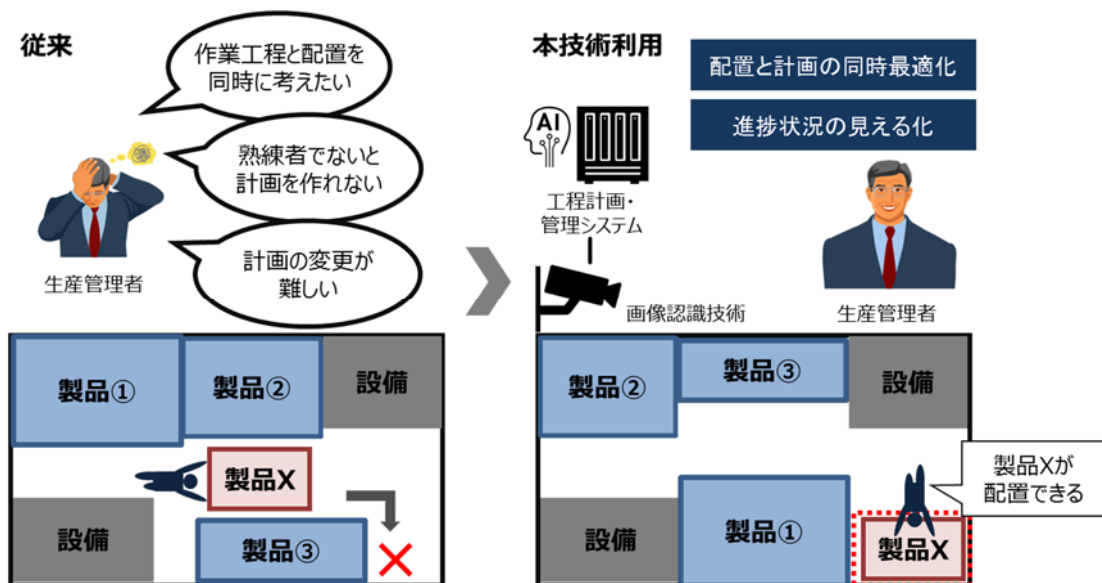 従来
作業工程と配置を
同時に考えたい
熟練者でないと
計画を作れない
計画の変更が
難しい
生産管理者
製品①
製品②
設備
製品X
設備
製品③
本技術利用
配置と計画の同時最適化
進捗状況の見える化
AI
工程計画・
管理システム
画像認識技術
生産管理者
製品②
製品③
設備
製品Xが
配置できる
設備
製品①
製品X